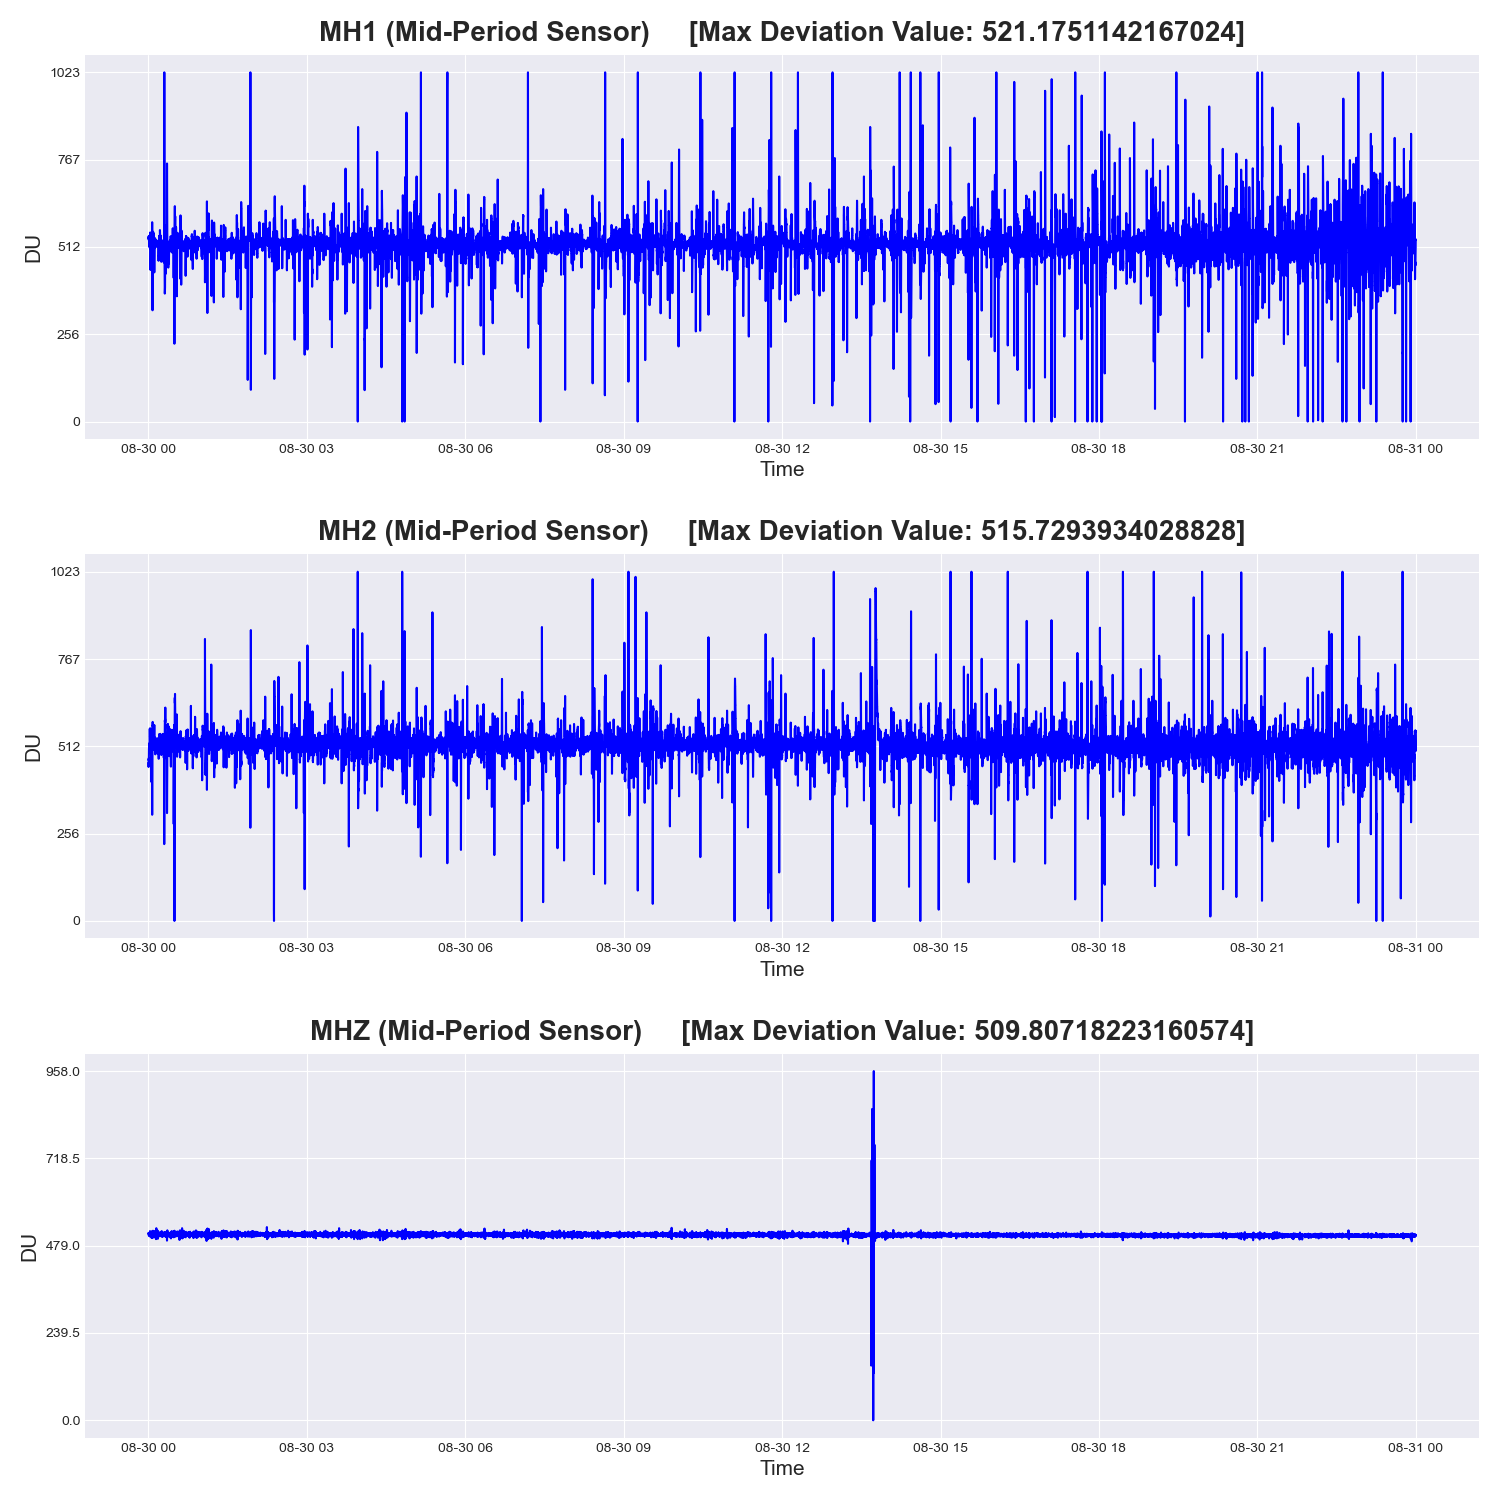 MH1 (Mid-Period Sensor) [Max Deviation Value: 521.1751142167024]
1023
767
512
256
0
DU
08-30 00 08-30 03 08-30 06 08-30 09 08-30 12 08-30 15 08-30 18 08-30 21 08-31 00
Time
MH2 (Mid-Period Sensor) [Max Deviation Value: 515.7293934028828]
1023
767
512
256
0
DU
08-30 00 08-30 03 08-30 06 08-30 09 08-30 12 08-30 15 08-30 18 08-30 21 08-31 00
Time
MHZ (Mid-Period Sensor) [Max Deviation Value: 509.80718223160574]
958.0
718.5
479.0
239.5
0.0
DU
08-30 00 08-30 03 08-30 06 08-30 09 08-30 12 08-30 15 08-30 18 08-30 21 08-31 00
Time